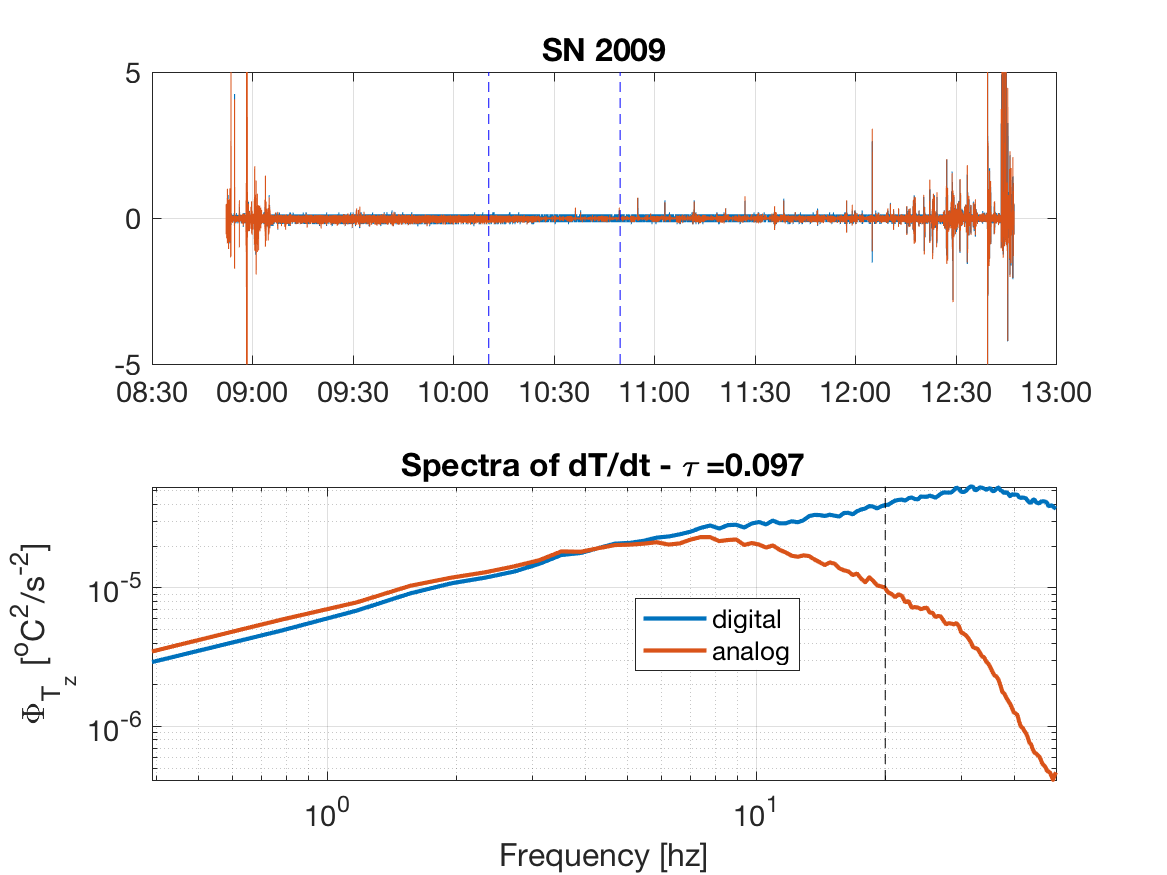 SN 2009
5
0
-5
08:30 09:00 09:30 10:00 10:30 11:00 11:30 12:00 12:30 13:00
Spectra of dT/dt - τ =0.097
Φ_{T_z} [°C²/s⁻²]
10⁻⁵
10⁻⁶
digital
analog
10⁰ 10¹
Frequency [hz]